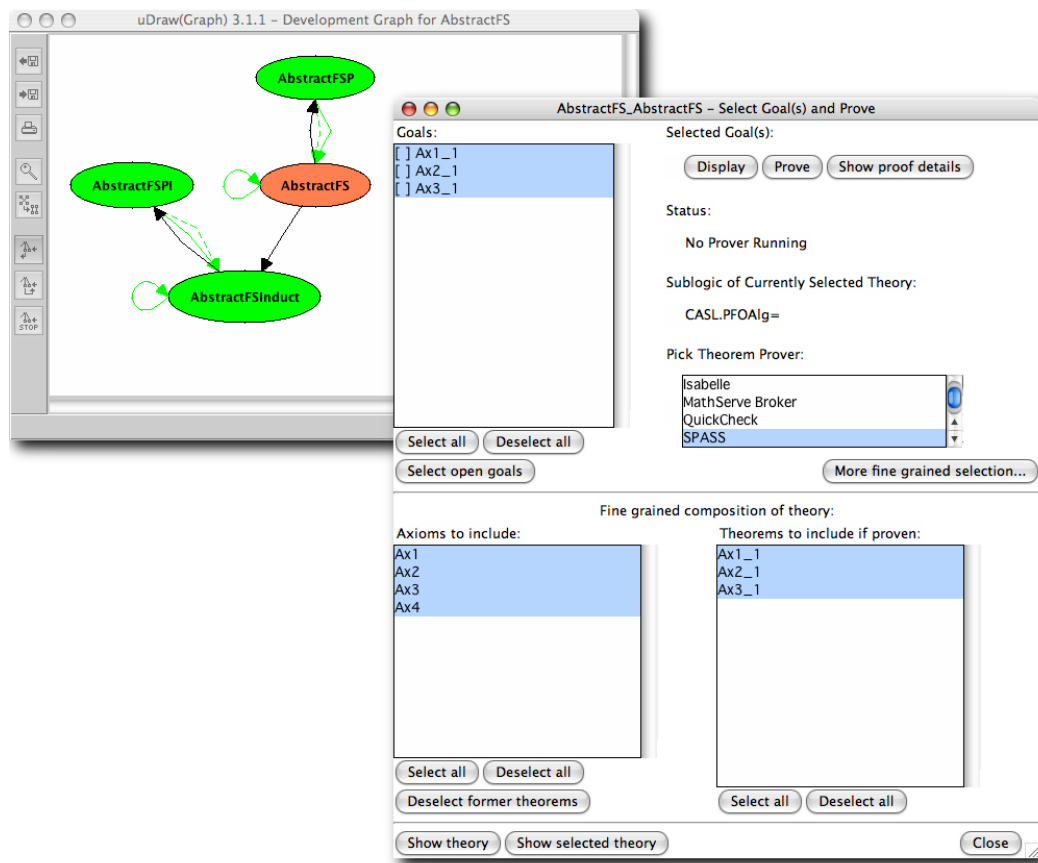 uDraw(Graph) 3.1.1 – Development Graph for AbstractFS
AbstractFSP
AbstractFSPI
AbstractFS
AbstractFSInduct
STOP
AbstractFS_AbstractFS – Select Goal(s) and Prove
Goals:
[ ] Ax1_1
[ ] Ax2_1
[ ] Ax3_1
Select all Deselect all
Select open goals
Selected Goal(s):
Display Prove Show proof details
Status:
No Prover Running
Sublogic of Currently Selected Theory:
CASL.PFOAlg=
Pick Theorem Prover:
Isabelle
MathServe Broker
QuickCheck
SPASS
More fine grained selection...
Fine grained composition of theory:
Axioms to include:
Ax1
Ax2
Ax3
Ax4
Select all Deselect all
Deselect former theorems
Theorems to include if proven:
Ax1_1
Ax2_1
Ax3_1
Select all Deselect all
Show theory Show selected theory Close